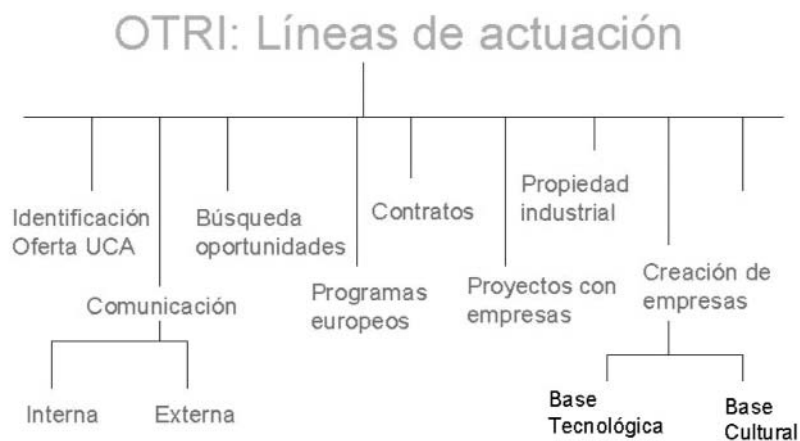 OTRI: Líneas de actuación
Identificación
Oferta UCA
Comunicación
Interna
Externa
Búsqueda
oportunidades
Programas
europeos
Contratos
Proyectos con
empresas
Propiedad
industrial
Creación de
empresas
Base
Tecnológica
Base
Cultural